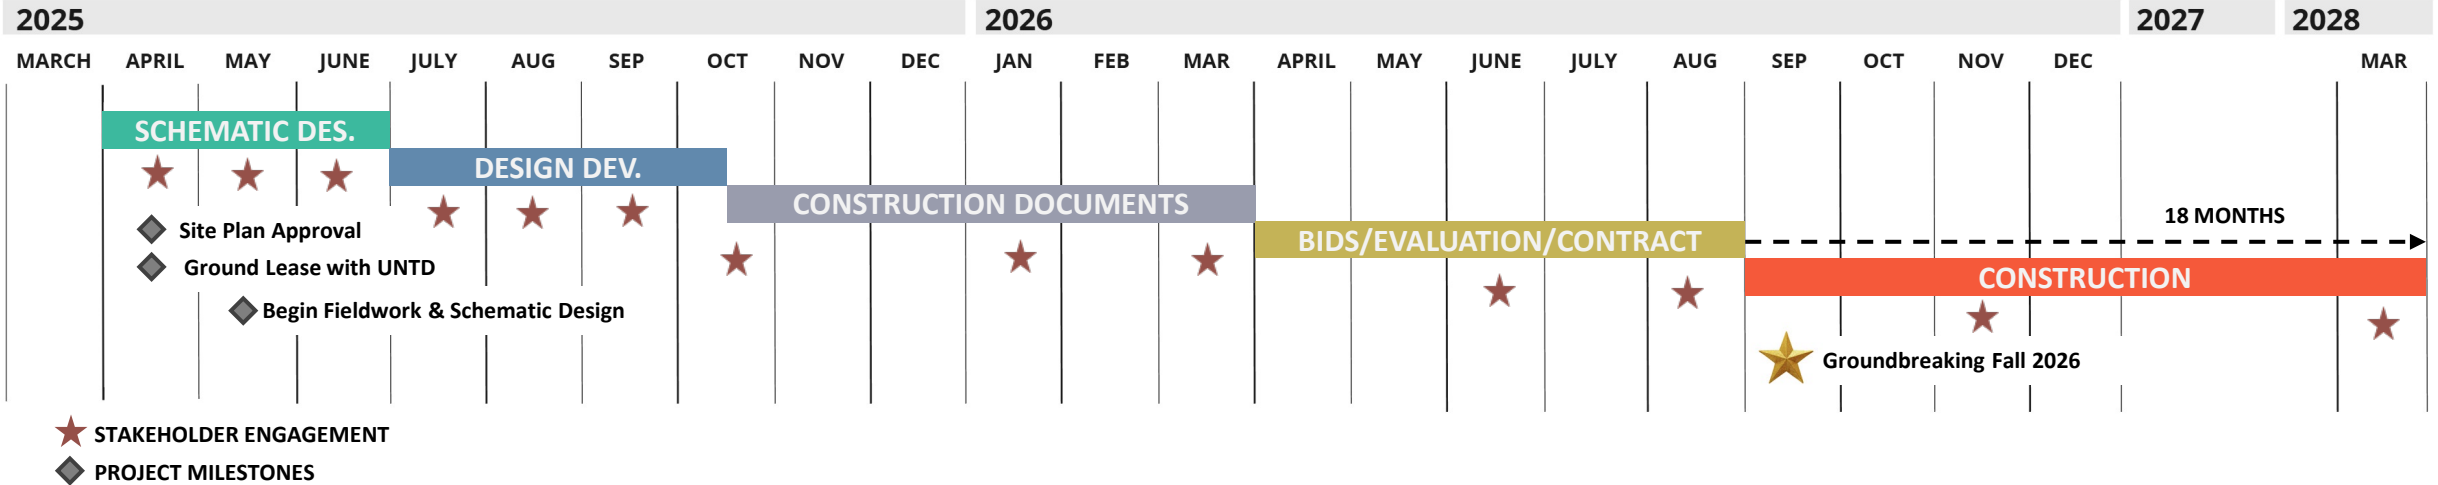 2025 2026 2027 2028
MARCH APRIL MAY JUNE JULY AUG SEP OCT NOV DEC JAN FEB MAR APRIL MAY JUNE JULY AUG SEP OCT NOV DEC MAR
SCHEMATIC DES.
DESIGN DEV.
CONSTRUCTION DOCUMENTS
18 MONTHS
Site Plan Approval
BIDS/EVALUATION/CONTRACT
Ground Lease with UNTD
CONSTRUCTION
Begin Fieldwork & Schematic Design
Groundbreaking Fall 2026
STAKEHOLDER ENGAGEMENT
PROJECT MILESTONES